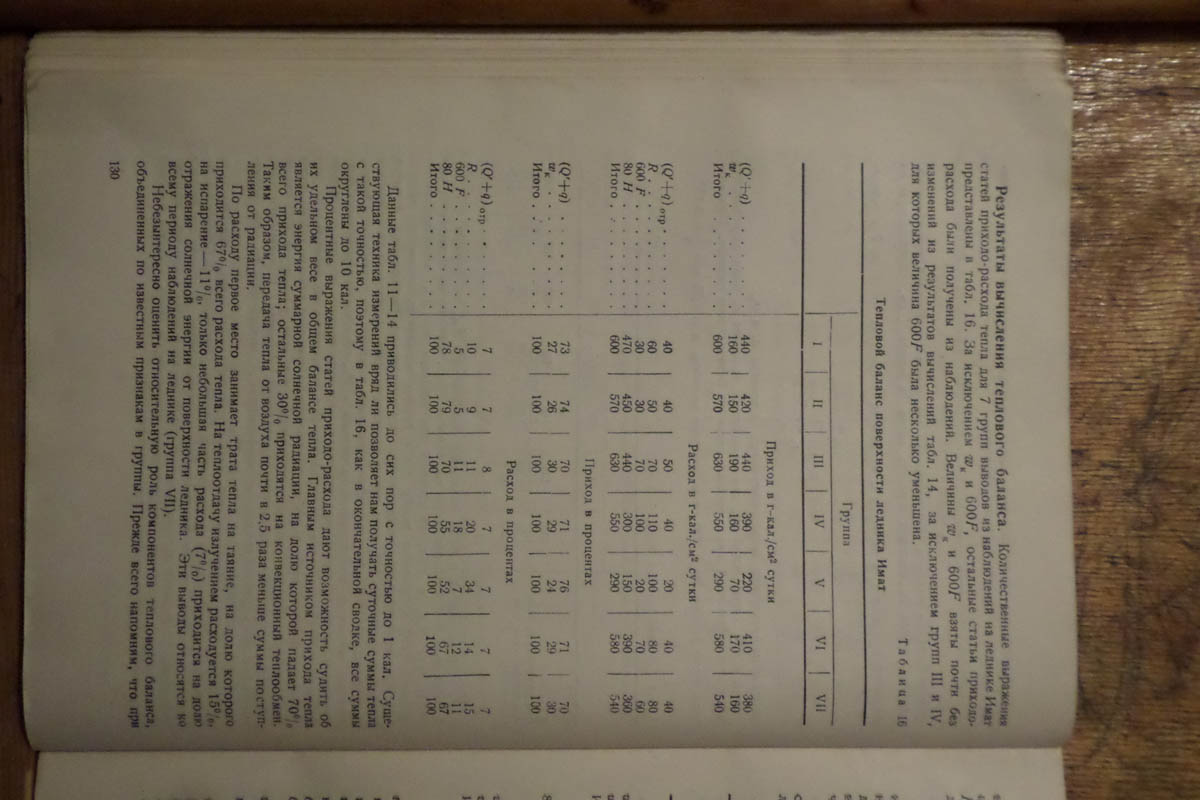 Результаты вычисления теплового баланса. Количественные выражения
статей приходо-расхода тепла для 7 групп выводов из наблюдений на леднике Имат
представлены в табл. 16. За исключением wк и 600F, остальные статьи приходо-
расхода были получены из наблюдений. Величины wк и 600F взяты почти без
изменений из результатов вычислений табл. 14, за исключением групп III и IV,
для которых величина 600F была несколько уменьшена.
Таблица 16
Тепловой баланс поверхности ледника Имат
Группа
I II III IV V VI VII
Приход в г-кал./см² сутки
(Q'+q) . . . . 440 420 440 390 220 410 380
wк . . . . 160 150 190 160 70 170 160
Итого . . . . 600 570 630 550 290 580 540
Расход в г-кал./см² сутки
(Q'+q) отр . . . . 40 40 50 40 20 40 40
R . . . . 60 50 70 110 100 80 80
600 F . . . . 30 30 70 100 20 70 60
80 H . . . . 470 450 440 300 150 390 360
Итого . . . . 600 570 630 550 290 580 540
Приход в процентах
(Q'+q) . . . . 73 74 70 71 76 71 70
wк . . . . 27 26 30 29 24 29 30
Итого . . . . 100 100 100 100 100 100 100
Расход в процентах
(Q'+q) отр . . . . 7 7 8 7 7 7 7
R . . . . 10 9 11 20 34 14 15
600 F . . . . 5 5 11 18 7 12 11
80 H . . . . 78 79 70 55 52 67 67
Итого . . . . 100 100 100 100 100 100 100
Данные табл. 11—14 приводились до сих пор с точностью до 1 кал. Суще-
ствующая техника измерений вряд ли позволяет нам получать суточные суммы тепла
с такой точностью, поэтому в табл. 16, как в окончательной сводке, все суммы
округлены до 10 кал.
Процентные выражения статей приходо-расхода дают возможность судить об
их удельном весе в общем балансе тепла. Главным источником прихода тепла
является энергия суммарной солнечной радиации, на долю которой падает 70%
всего прихода тепла; остальные 30% приходятся на конвекционный теплообмен.
Таким образом, передача тепла от воздуха почти в 2,5 раза меньше суммы поступ-
ления от радиации.
По расходу первое место занимает трата тепла на таяние, на долю которого
приходится 67% всего расхода тепла. На теплоотдачу излучением расходуется 15%,
на испарение — 11%, только небольшая часть расхода (7%) приходится на долю
отражения солнечной энергии от поверхности ледника. Эти выводы относятся ко
всему периоду наблюдений на леднике (группа VII).
Небезынтересно оценить относительную роль компонентов теплового баланса,
объединенных по известным признакам в группы. Прежде всего напомним, что при
130